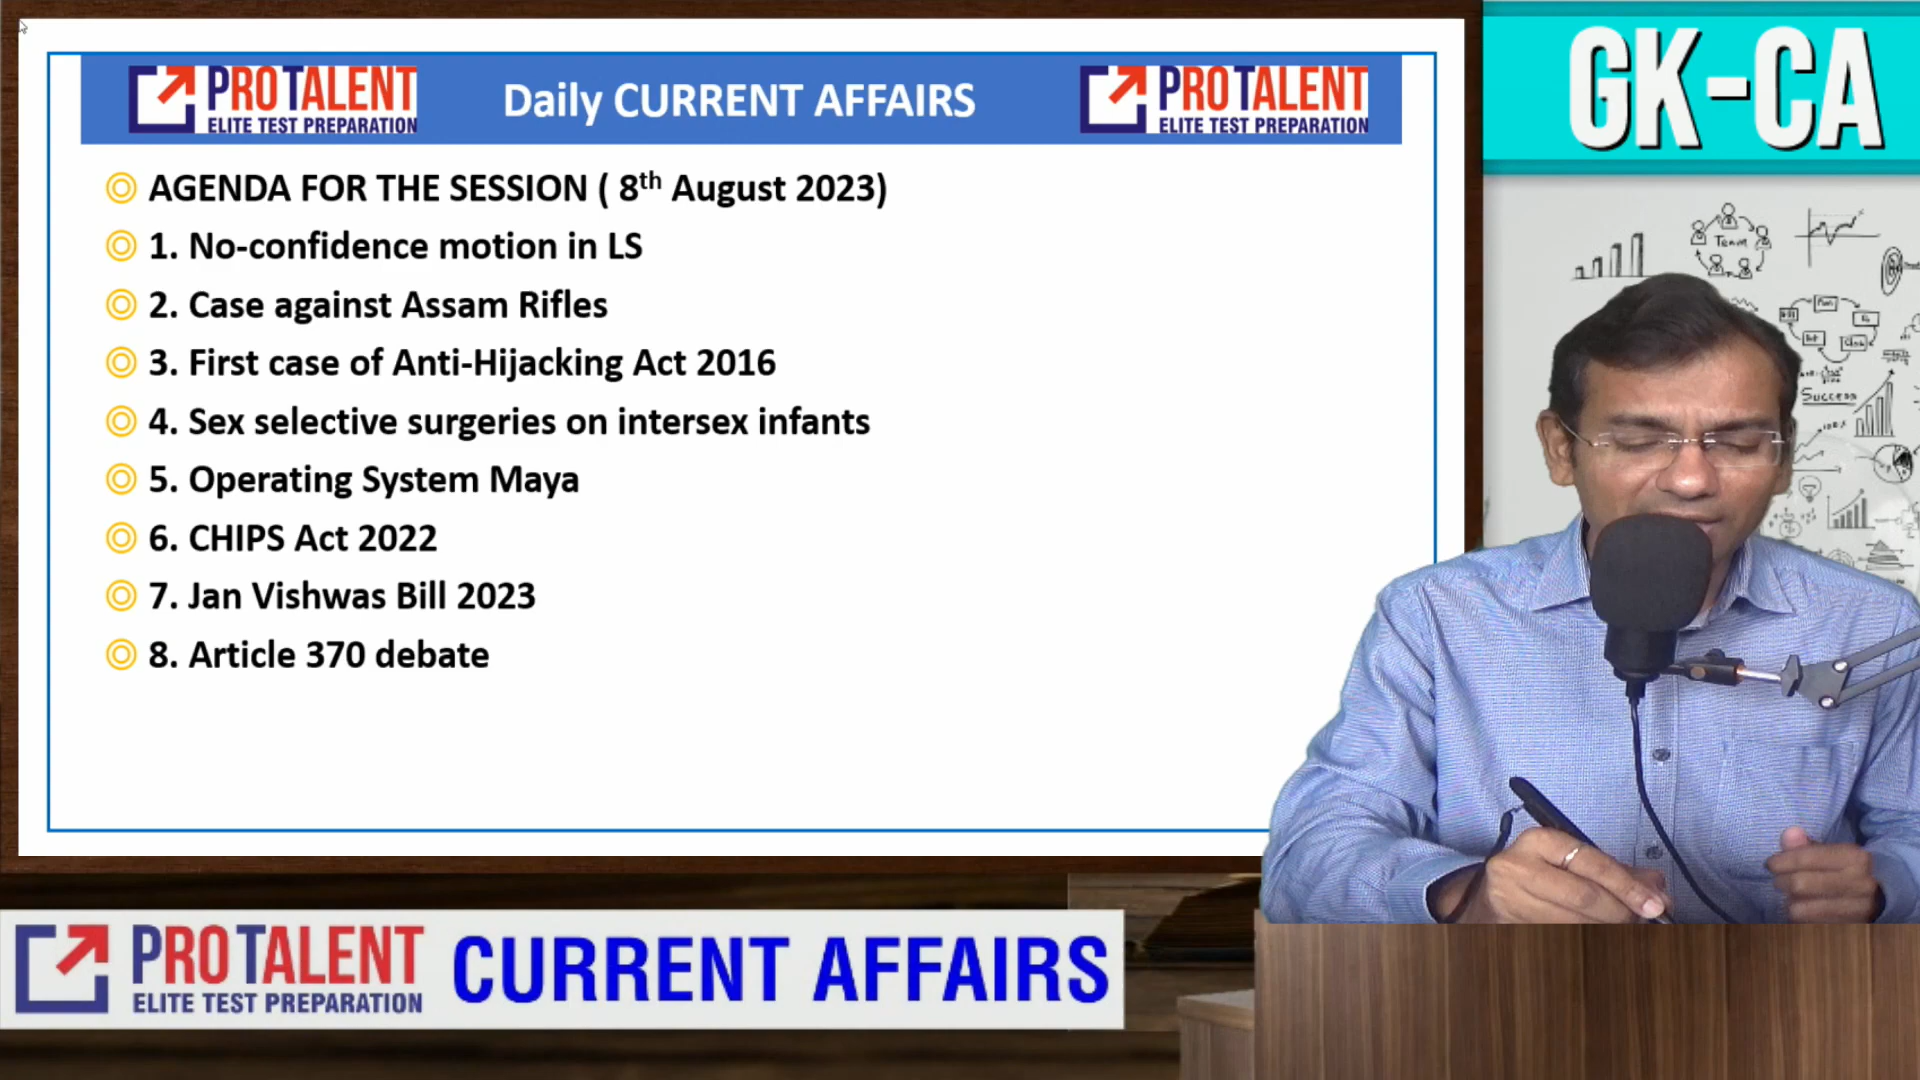 PROTALENT
ELITE TEST PREPARATION
Daily CURRENT AFFAIRS
PROTALENT
ELITE TEST PREPARATION
GK-CA
AGENDA FOR THE SESSION ( 8th August 2023)
1. No-confidence motion in LS
2. Case against Assam Rifles
3. First case of Anti-Hijacking Act 2016
4. Sex selective surgeries on intersex infants
5. Operating System Maya
6. CHIPS Act 2022
7. Jan Vishwas Bill 2023
8. Article 370 debate
Team
Success
PROTALENT
ELITE TEST PREPARATION
CURRENT AFFAIRS